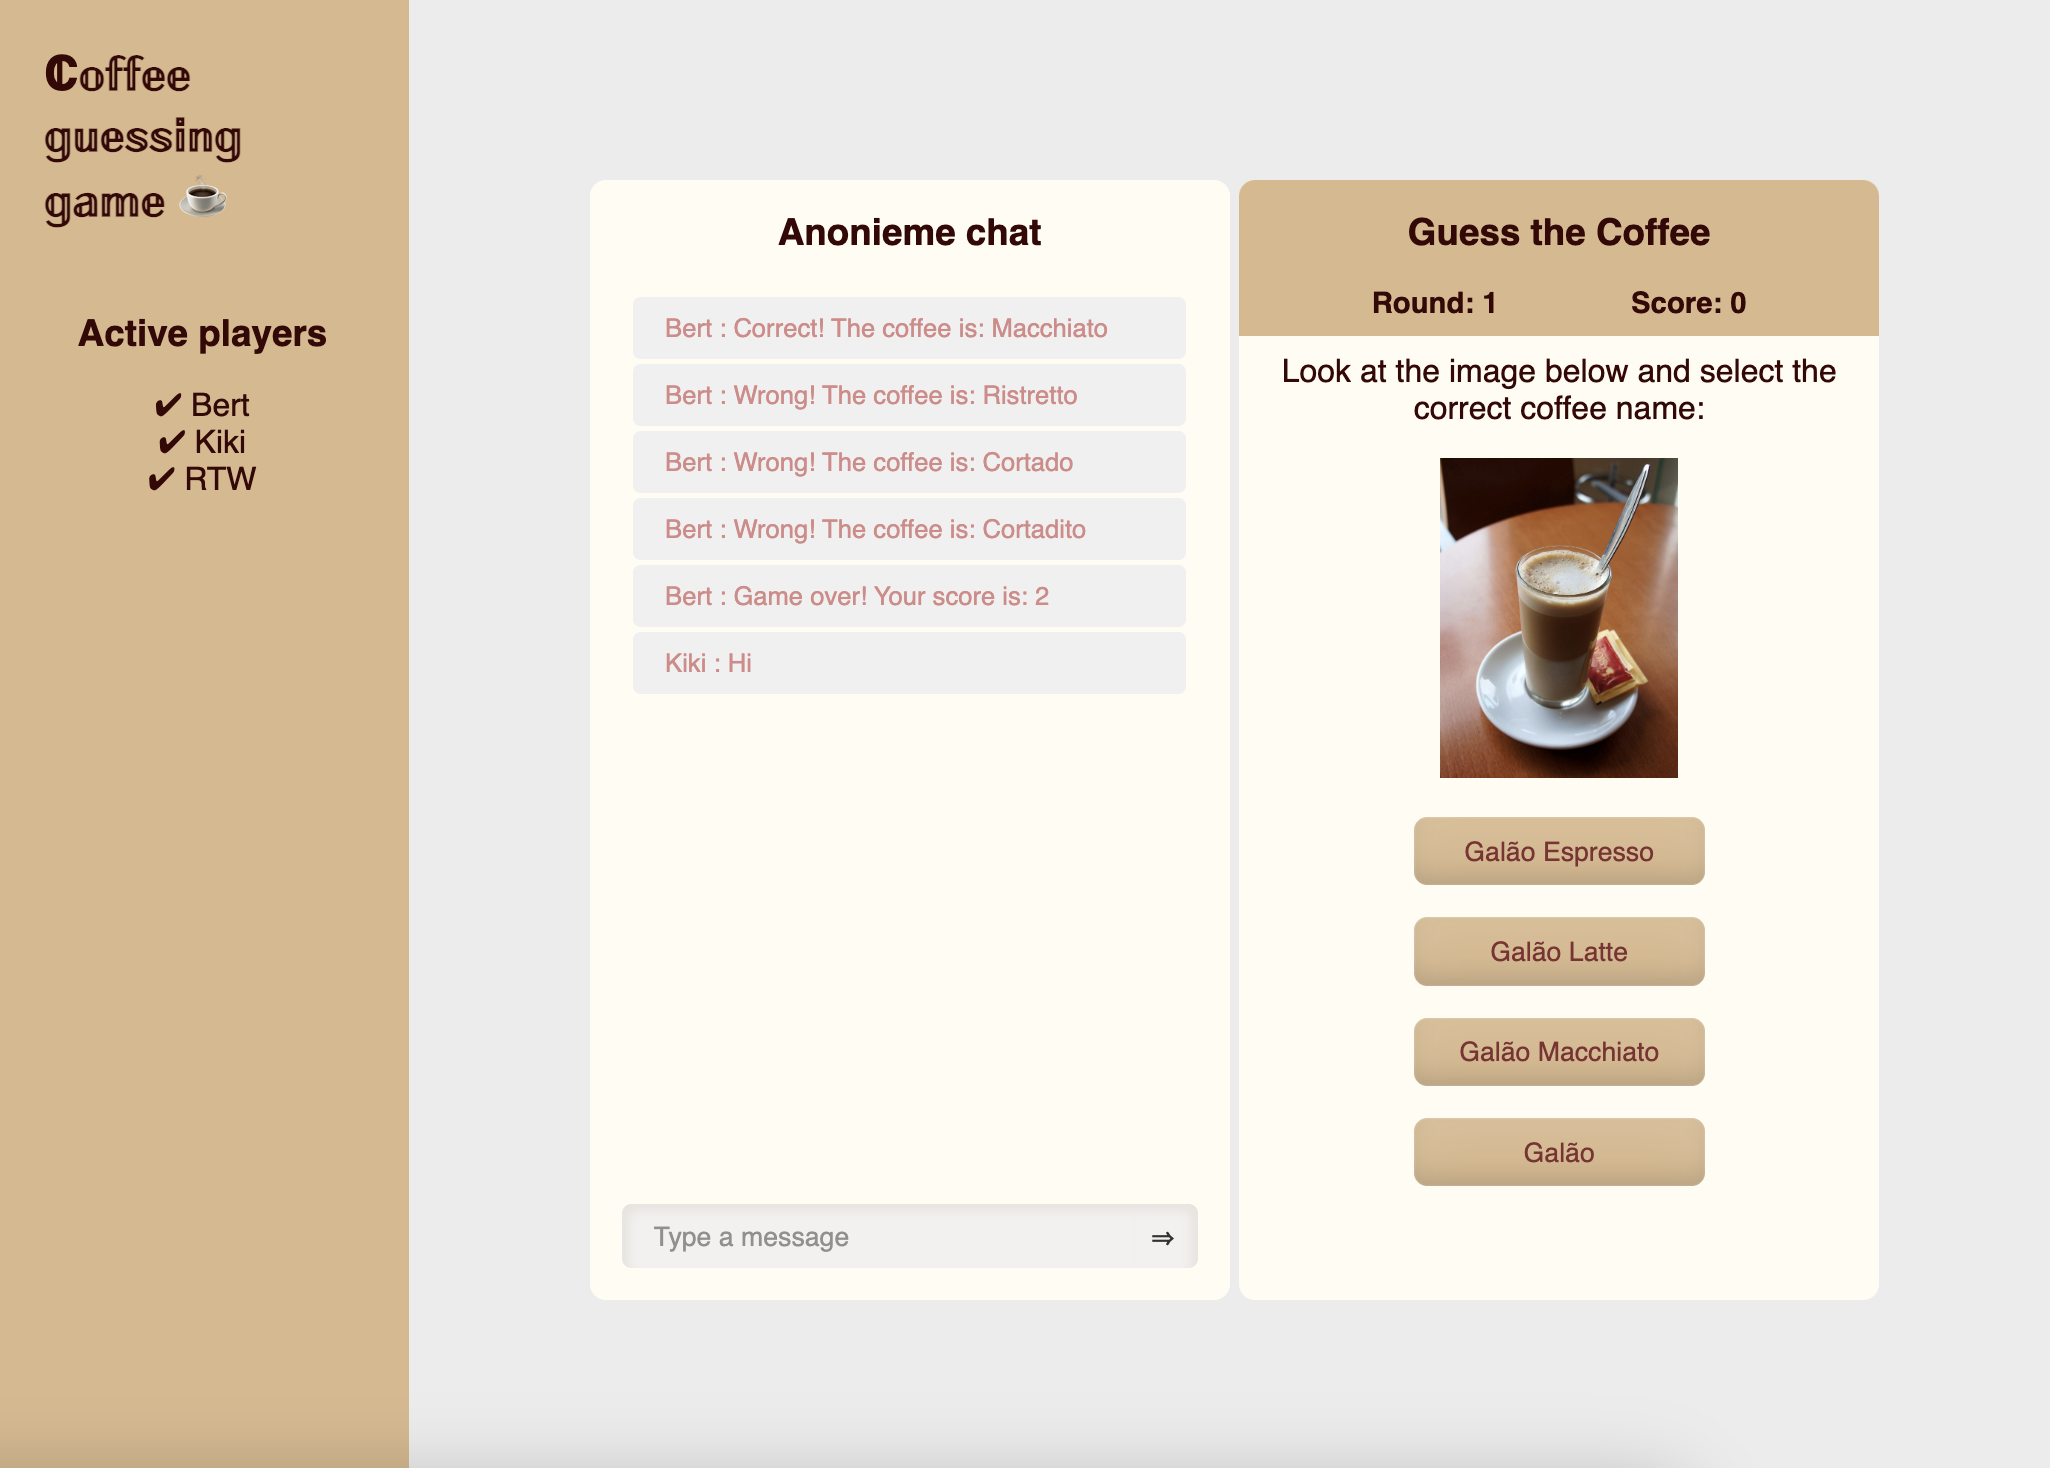 Coffee
guessing
game
Active players
✔ Bert
✔ Kiki
✔ RTW
Anonieme chat
Bert : Correct! The coffee is: Macchiato
Bert : Wrong! The coffee is: Ristretto
Bert : Wrong! The coffee is: Cortado
Bert : Wrong! The coffee is: Cortadito
Bert : Game over! Your score is: 2
Kiki : Hi
Type a message ⇒
Guess the Coffee
Round: 1 Score: 0
Look at the image below and select the
correct coffee name:
Galão Espresso
Galão Latte
Galão Macchiato
Galão